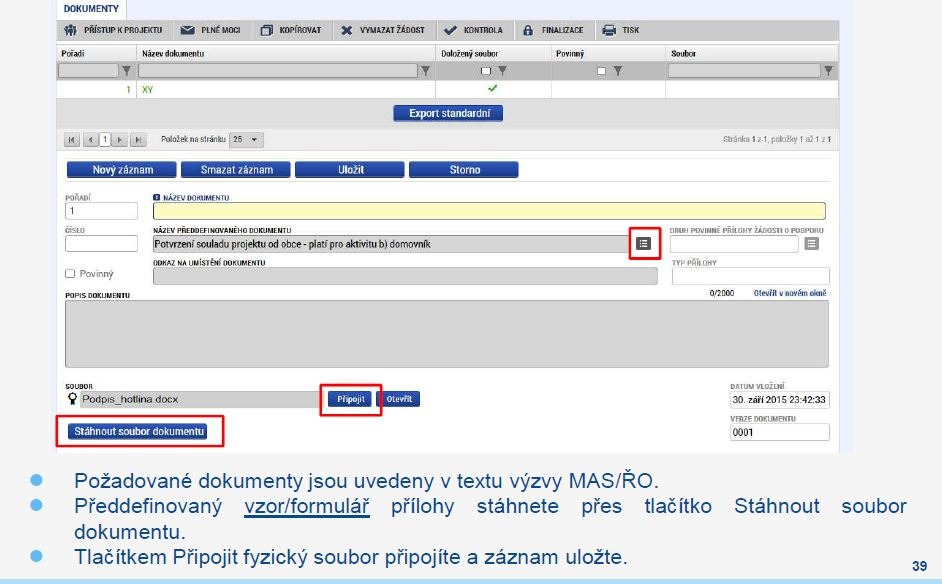 DOKUMENTY
PŘÍSTUP K PROJEKTU PLNÉ MOCI KOPÍROVAT VYMAZAT ŽÁDOST KONTROLA FINALIZACE TISK
Pořadí Název dokumentu Doložený soubor Povinný Soubor
1 XY
Export standardní
1 Položek na stránku 25 Stránka 1 z 1, položky 1 až 1 z 1
Nový záznam Smazat záznam Uložit Storno
POŘADÍ NÁZEV DOKUMENTU
1
ČÍSLO NÁZEV PŘEDDEFINOVANÉHO DOKUMENTU DRUH POVINNÉ PŘÍLOHY ŽÁDOSTI O PODPORU
Potvrzení souladu projektu od obce - platí pro aktivitu b) domovník
Povinný ODKAZ NA UMÍSTĚNÍ DOKUMENTU TYP PŘÍLOHY
POPIS DOKUMENTU 0/2000 Otevřít v novém okně
SOUBOR DATUM VLOŽENÍ
Podpis_hotlina.docx Připojit Otevřít 30. září 2015 23:42:33
VERZE DOKUMENTU
Stáhnout soubor dokumentu 0001
Požadované dokumenty jsou uvedeny v textu výzvy MAS/ŘO.
Předdefinovaný vzor/formulář přílohy stáhnete přes tlačítko Stáhnout soubor
dokumentu.
Tlačítkem Připojit fyzický soubor připojíte a záznam uložte.
39